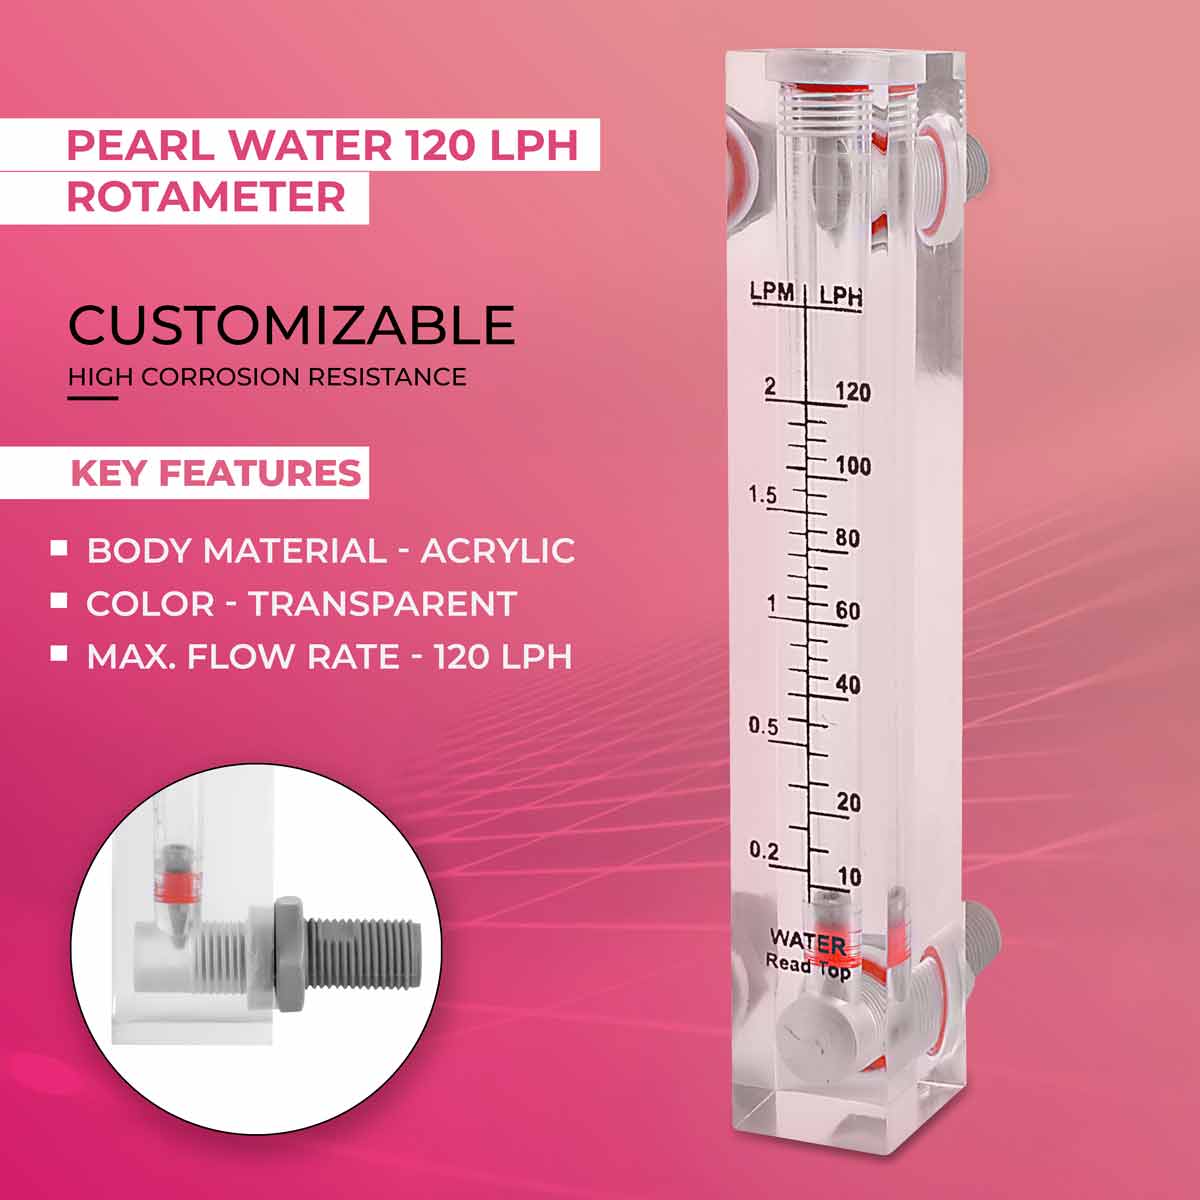 PEARL WATER 120 LPH
ROTAMETER
CUSTOMIZABLE
HIGH CORROSION RESISTANCE
KEY FEATURES
BODY MATERIAL - ACRYLIC
COLOR - TRANSPARENT
MAX. FLOW RATE - 120 LPH
LPM LPH
2 120
100
1.5
80
1 60
40
0.5
20
0.2
10
WATER
Read Top